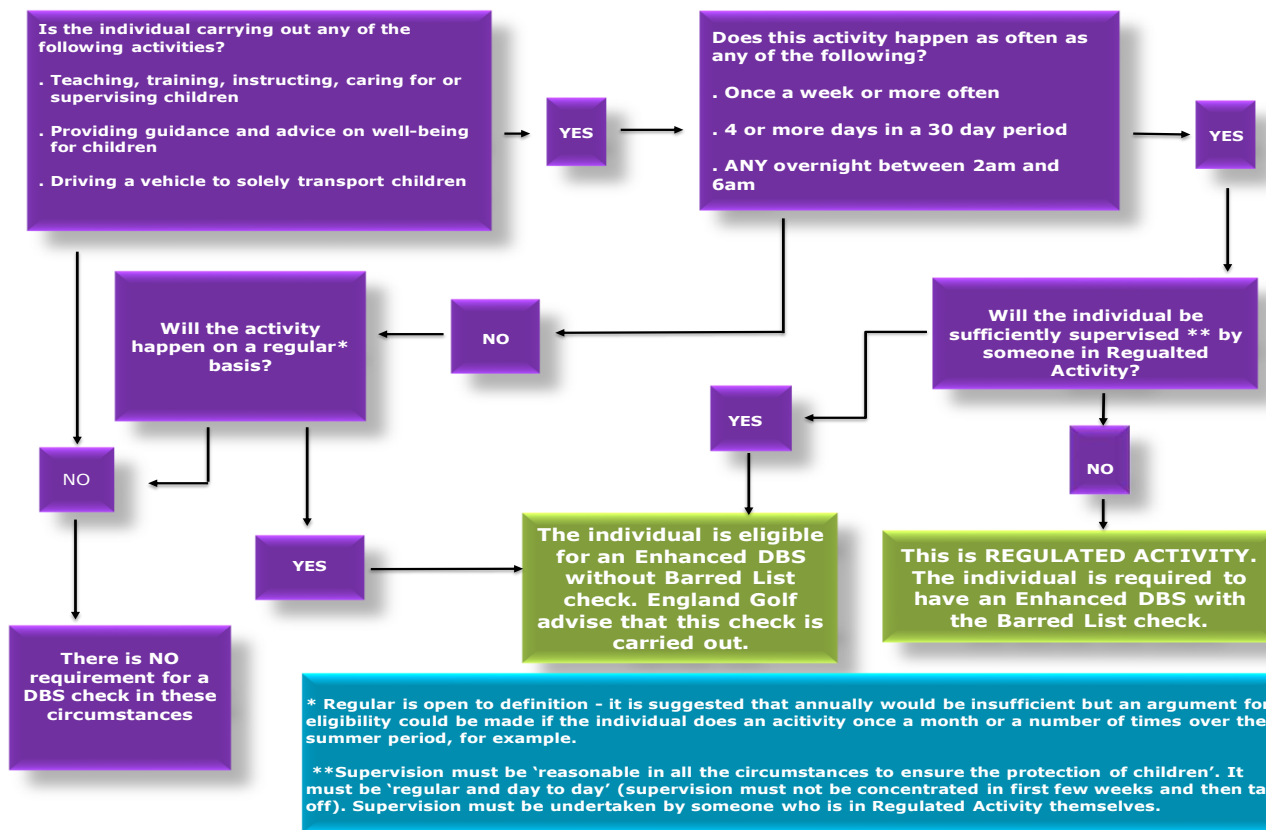 Is the individual carrying out any of the
following activities?
. Teaching, training, instructing, caring for or
supervising children
. Providing guidance and advice on well-being
for children
. Driving a vehicle to solely transport children
YES
Does this activity happen as often as
any of the following?
. Once a week or more often
. 4 or more days in a 30 day period
. ANY overnight between 2am and
6am
YES
Will the activity
happen on a regular*
basis?
NO
Will the individual be
sufficiently supervised ** by
someone in Regualted
Activity?
YES
NO
NO
YES
The individual is eligible
for an Enhanced DBS
without Barred List
check. England Golf
advise that this check is
carried out.
This is REGULATED ACTIVITY.
The individual is required to
have an Enhanced DBS with
the Barred List check.
There is NO
requirement for a
DBS check in these
circumstances
* Regular is open to definition - it is suggested that annually would be insufficient but an argument for
eligibility could be made if the individual does an acitivity once a month or a number of times over the
summer period, for example.
**Supervision must be ‘reasonable in all the circumstances to ensure the protection of children’. It
must be ‘regular and day to day’ (supervision must not be concentrated in first few weeks and then
off). Supervision must be undertaken by someone who is in Regulated Activity themselves.